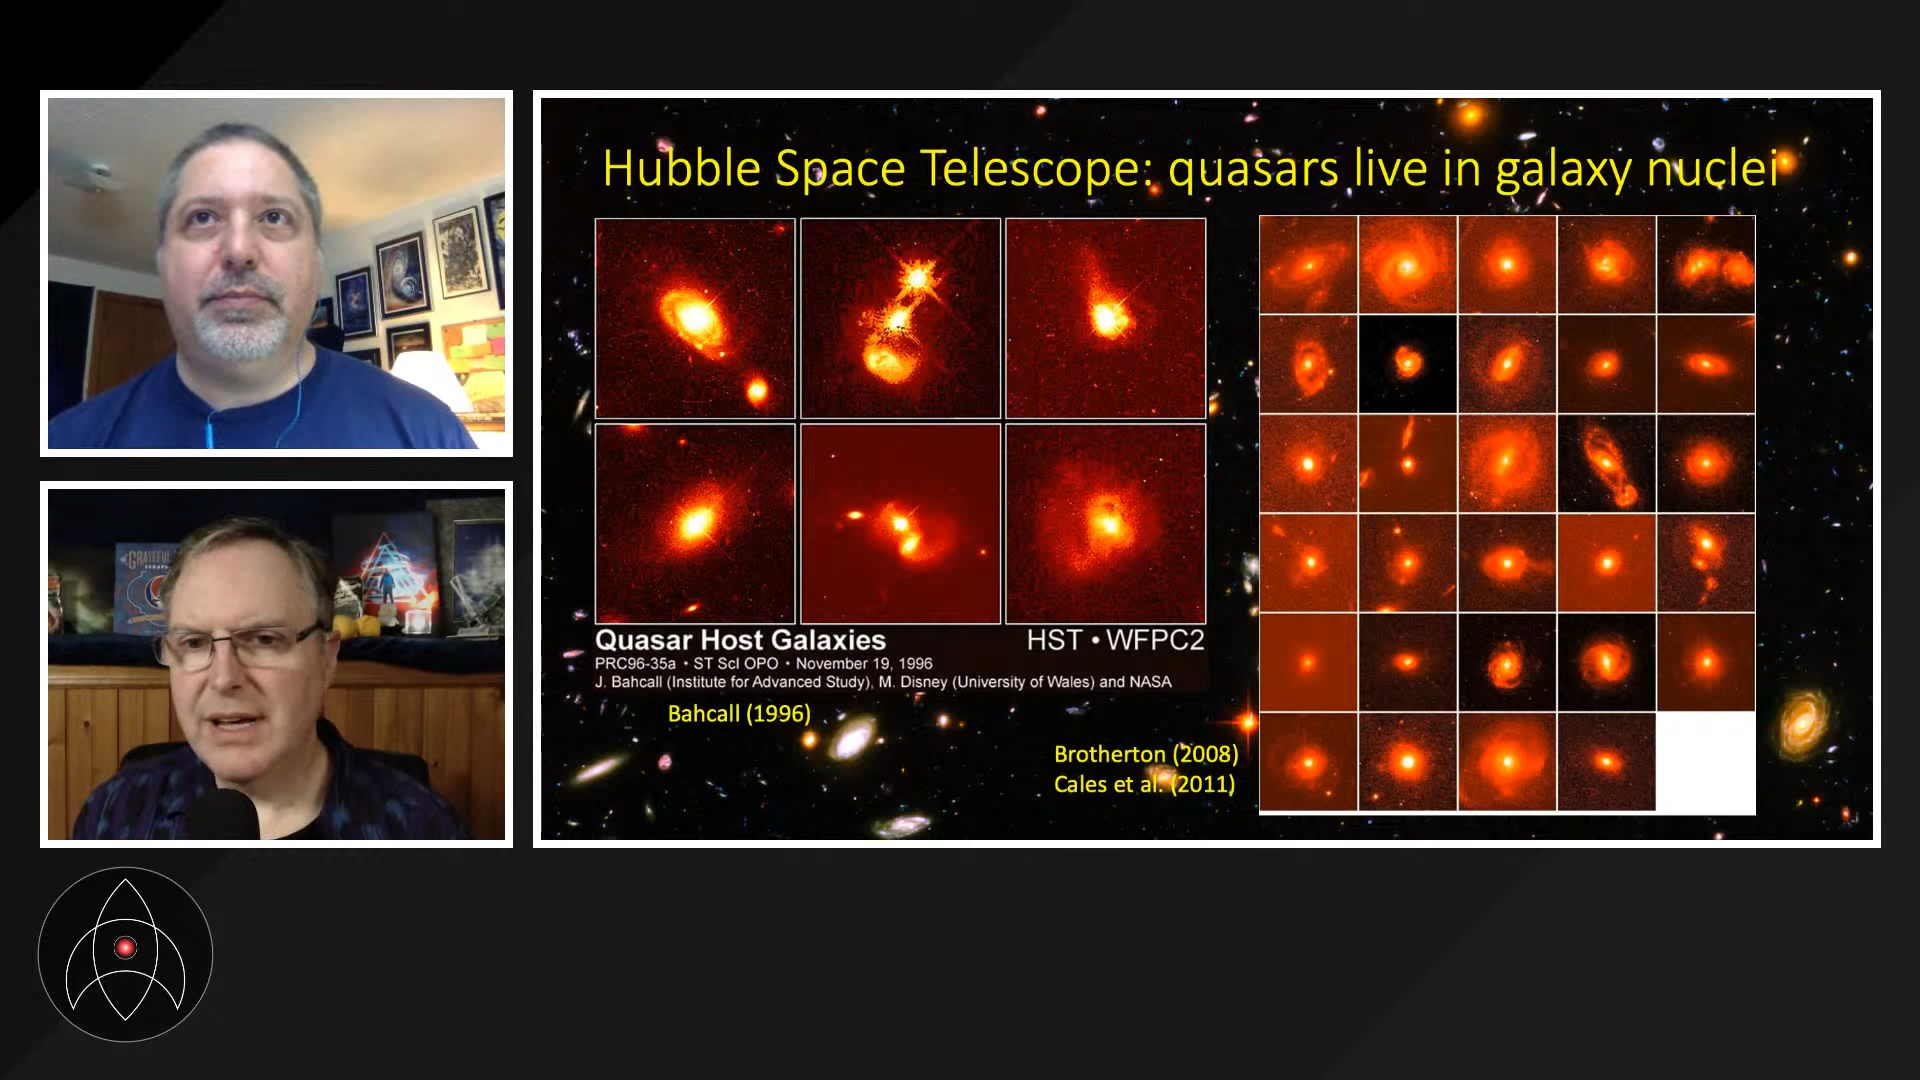 Hubble Space Telescope: quasars live in galaxy nuclei
Quasar Host Galaxies
HST • WFPC2
PRC96-35a • ST ScI OPO • November 19, 1996
J. Bahcall (Institute for Advanced Study), M. Disney (University of Wales) and NASA
Bahcall (1996)
Brotherton (2008)
Cales et al. (2011)
GRATEFUL